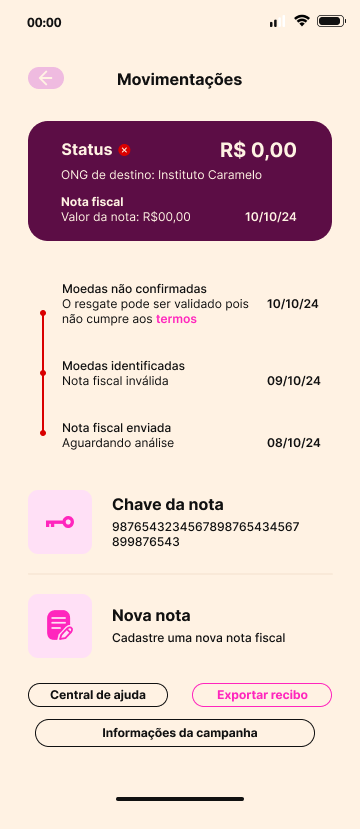 00:00
Movimentações
Status R$ 0,00
ONG de destino: Instituto Caramelo
Nota fiscal
Valor da nota: R$00,00 10/10/24
Moedas não confirmadas
O resgate pode ser validado pois 10/10/24
não cumpre aos termos
Moedas identificadas
Nota fiscal inválida 09/10/24
Nota fiscal enviada
Aguardando análise 08/10/24
Chave da nota
9876543234567898765434567
899876543
Nova nota
Cadastre uma nova nota fiscal
Central de ajuda Exportar recibo
Informações da campanha